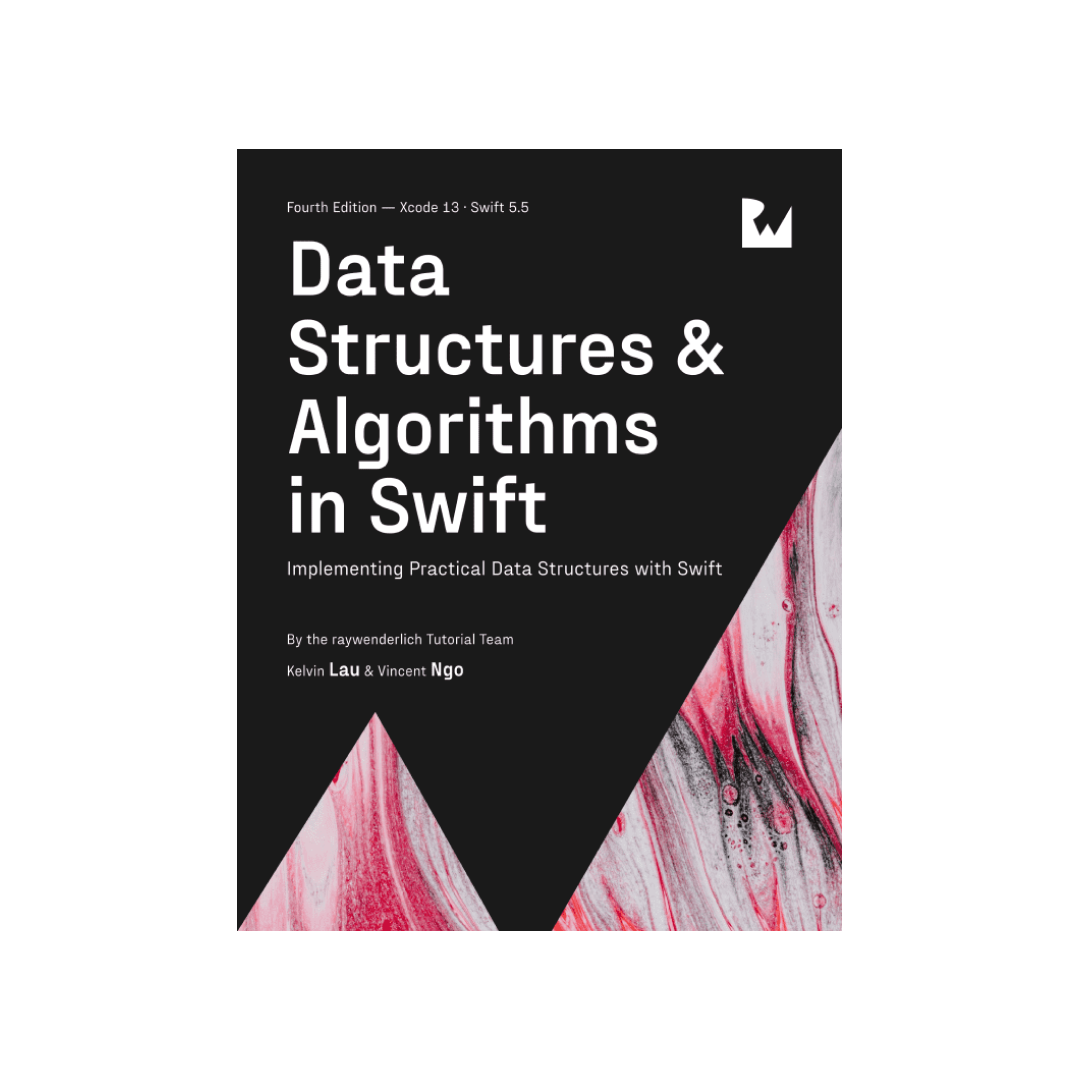 Fourth Edition — Xcode 13 · Swift 5.5
Data
Structures &
Algorithms
in Swift
Implementing Practical Data Structures with Swift
By the raywenderlich Tutorial Team
Kelvin Lau & Vincent Ngo